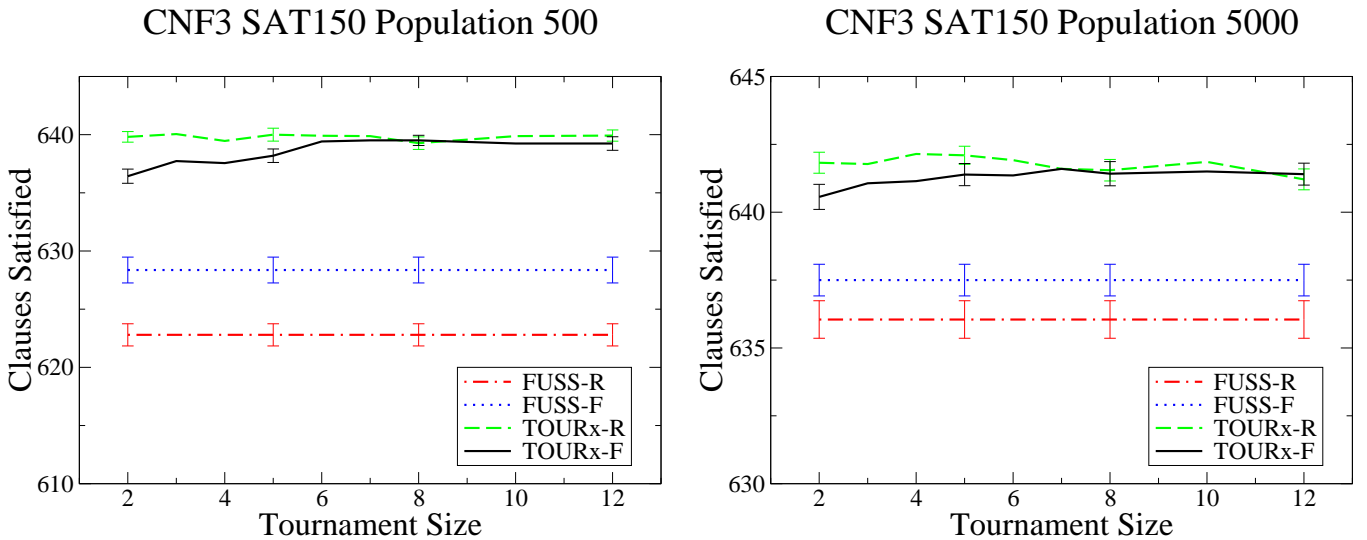 CNF3 SAT150 Population 500
Clauses Satisfied
640
630
620
610
2 4 6 8 10 12
Tournament Size
FUSS-R
FUSS-F
TOURx-R
TOURx-F
CNF3 SAT150 Population 5000
Clauses Satisfied
645
640
635
630
2 4 6 8 10 12
Tournament Size
FUSS-R
FUSS-F
TOURx-R
TOURx-F